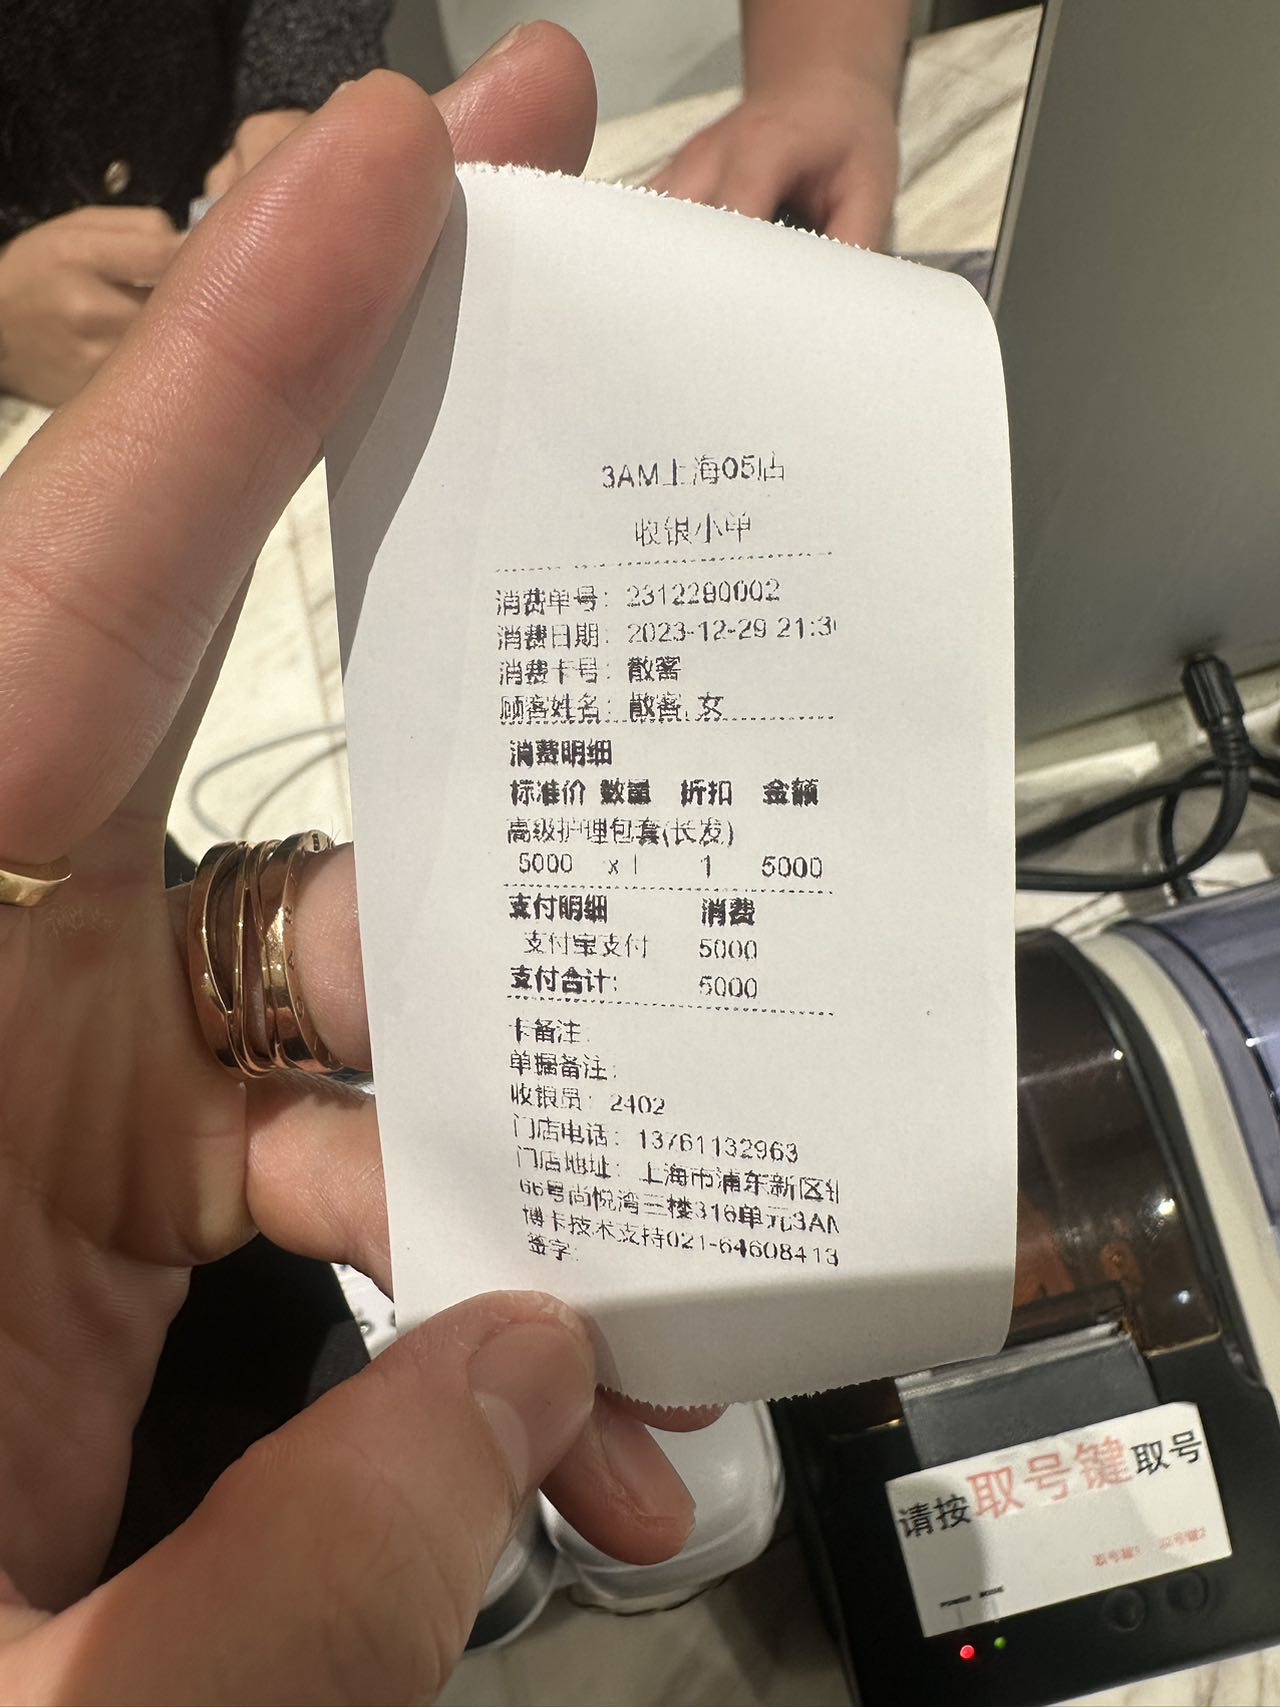 3AM上海05店
收银小单
消费单号：2312290002
消费日期：2023-12-29 21:3
消费卡号：散客
顾客姓名：散客, 女
消费明细
标准价 数量 折扣 金额
高级护理包套(长发)
5000 x1 1 5000
支付明细 消费
支付宝支付 5000
支付合计： 5000
卡备注：
单据备注：
收银员： 2402
门店电话： 13761132963
门店地址： 上海市浦东新区
66号尚悦湾三楼316单元3AM
博卡技术支持021-64608413
签字：
请按取号键取号
POWER MODE